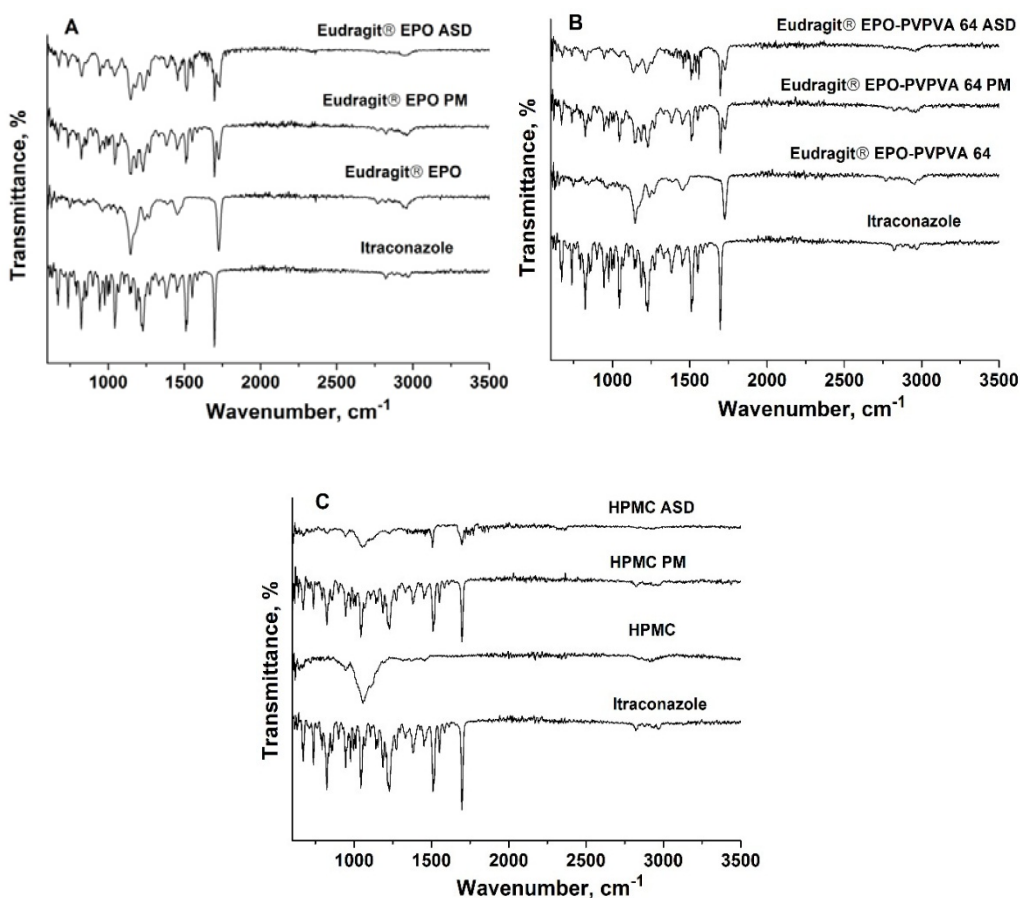 A
Eudragit® EPO ASD
Eudragit® EPO PM
Eudragit® EPO
Itraconazole
Transmittance, %
1000 1500 2000 2500 3000 3500
Wavenumber, cm-1
B
Eudragit® EPO-PVPVA 64 ASD
Eudragit® EPO-PVPVA 64 PM
Eudragit® EPO-PVPVA 64
Itraconazole
Transmittance, %
1000 1500 2000 2500 3000 3500
Wavenumber, cm-1
C
HPMC ASD
HPMC PM
HPMC
Itraconazole
Transmittance, %
1000 1500 2000 2500 3000 3500
Wavenumber, cm-1